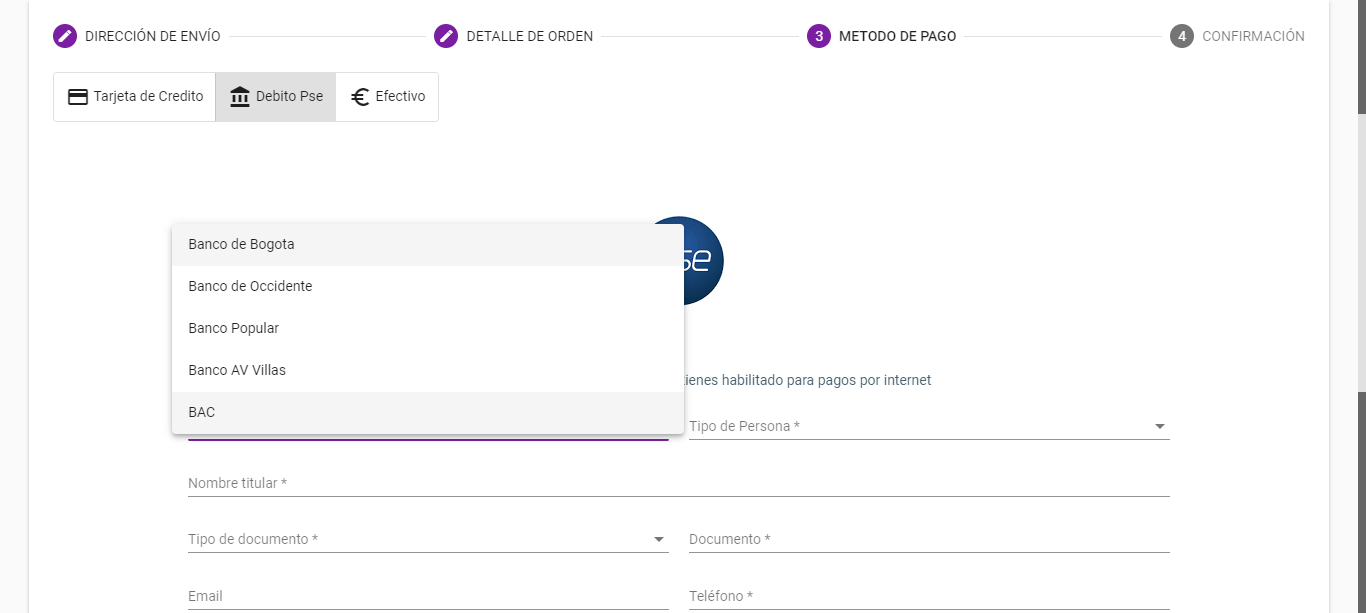 DIRECCIÓN DE ENVÍO
DETALLE DE ORDEN
3 METODO DE PAGO
4 CONFIRMACIÓN
Tarjeta de Credito
Debito Pse
Efectivo
Banco de Bogota
Banco de Occidente
Banco Popular
Banco AV Villas
BAC
habilitado para pagos por internet
Tipo de Persona *
Nombre titular *
Tipo de documento *
Documento *
Email
Teléfono *